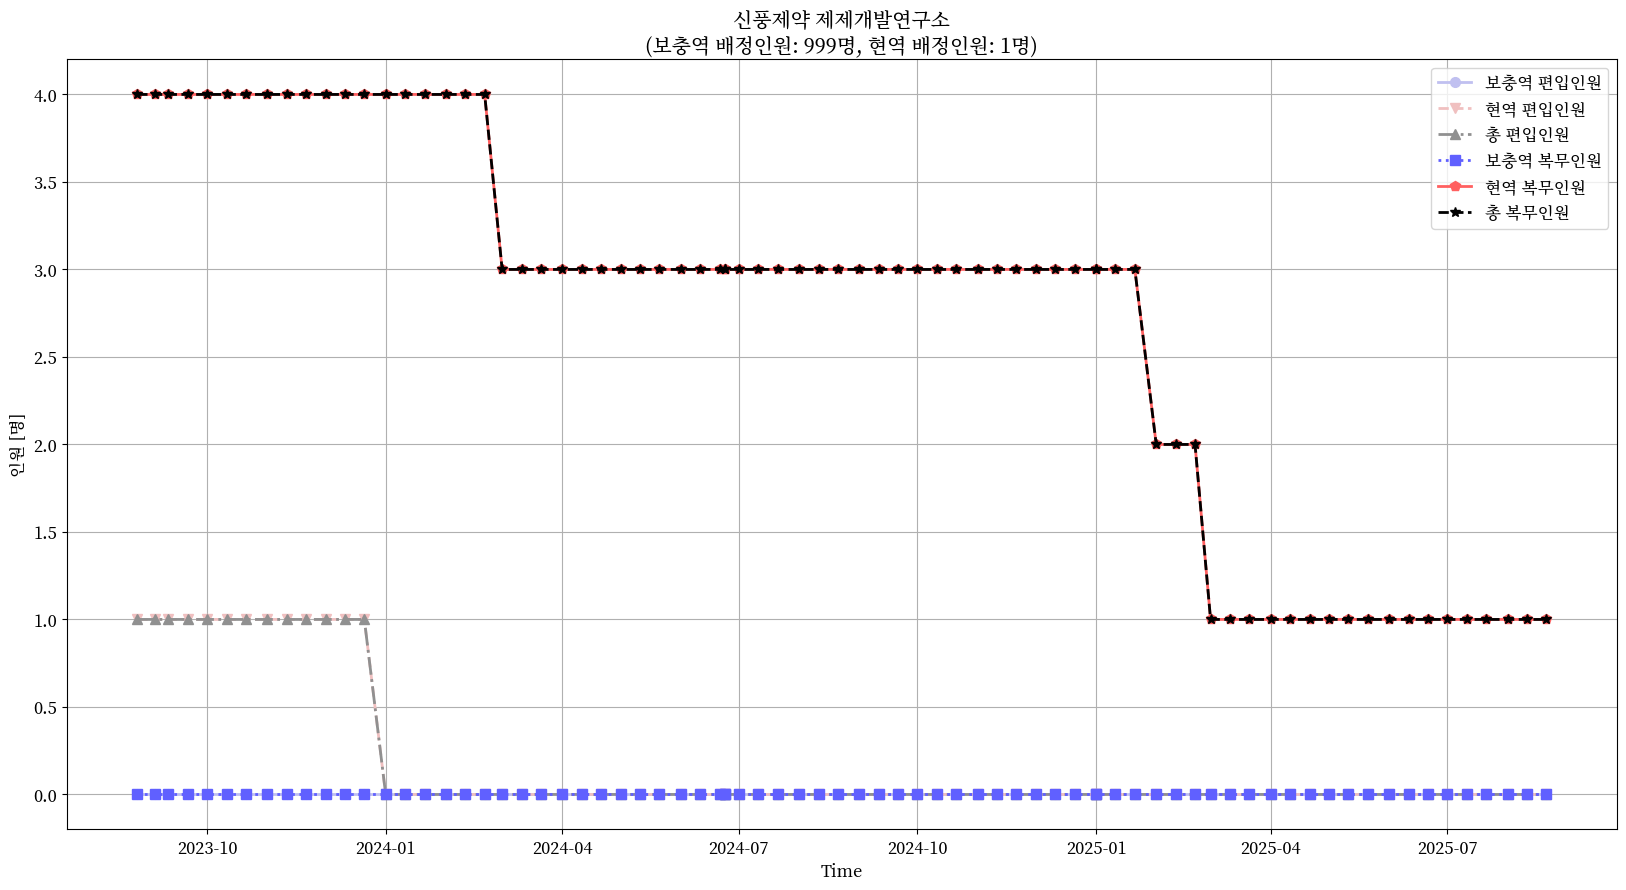 신풍제약 제제개발연구소
(보충역 배정인원: 999명, 현역 배정인원: 1명)
보충역 편입인원
현역 편입인원
총 편입인원
보충역 복무인원
현역 복무인원
총 복무인원
인원 [명]
4.0
3.5
3.0
2.5
2.0
1.5
1.0
0.5
0.0
2023-10
2024-01
2024-04
2024-07
2024-10
2025-01
2025-04
2025-07
Time